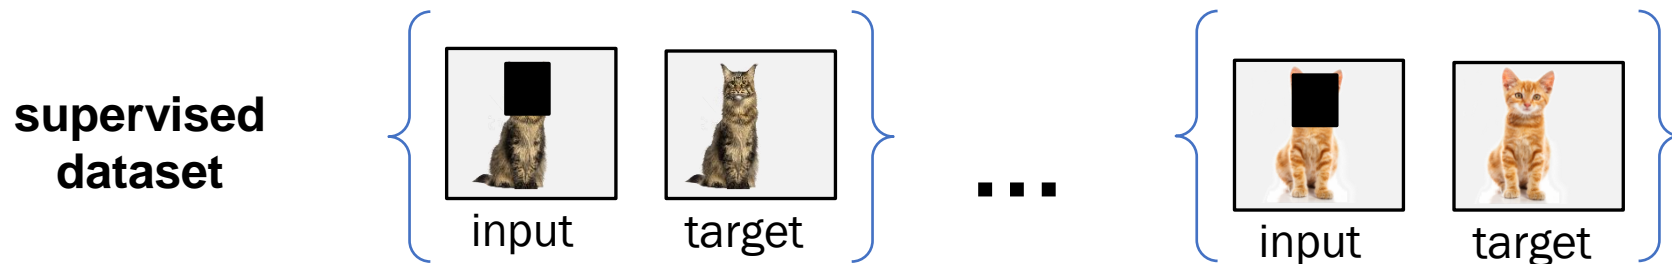 supervised
dataset
input
target
...
input
target